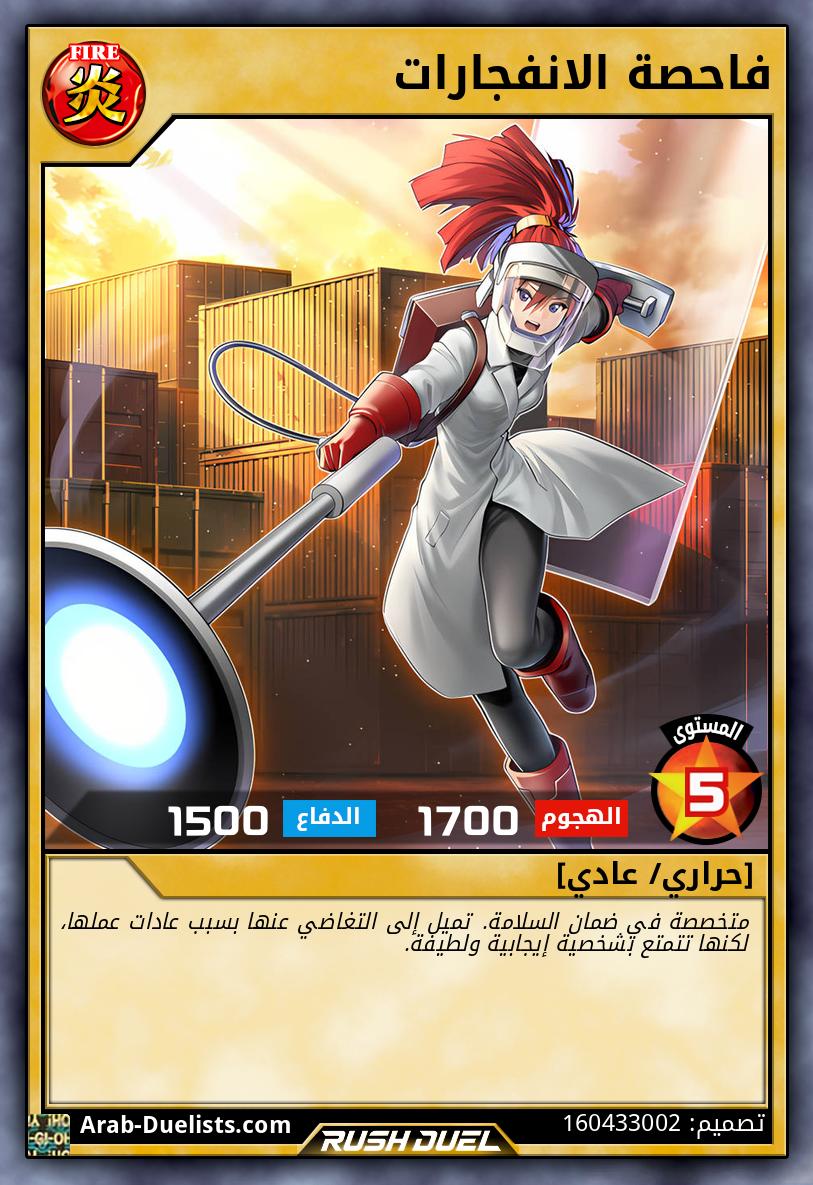 فاحصة الانفجارات
FIRE
炎
المستوى
5
الهجوم 1700 الدفاع 1500
[حراري/ عادي]
متخصصة في ضمان السلامة. تميل إلى التغاضي عنها بسبب عادات عملها،
لكنها تتمتع بشخصية إيجابية ولطيفة.
تصميم: 160433002
RUSH DUEL
Arab-Duelists.com